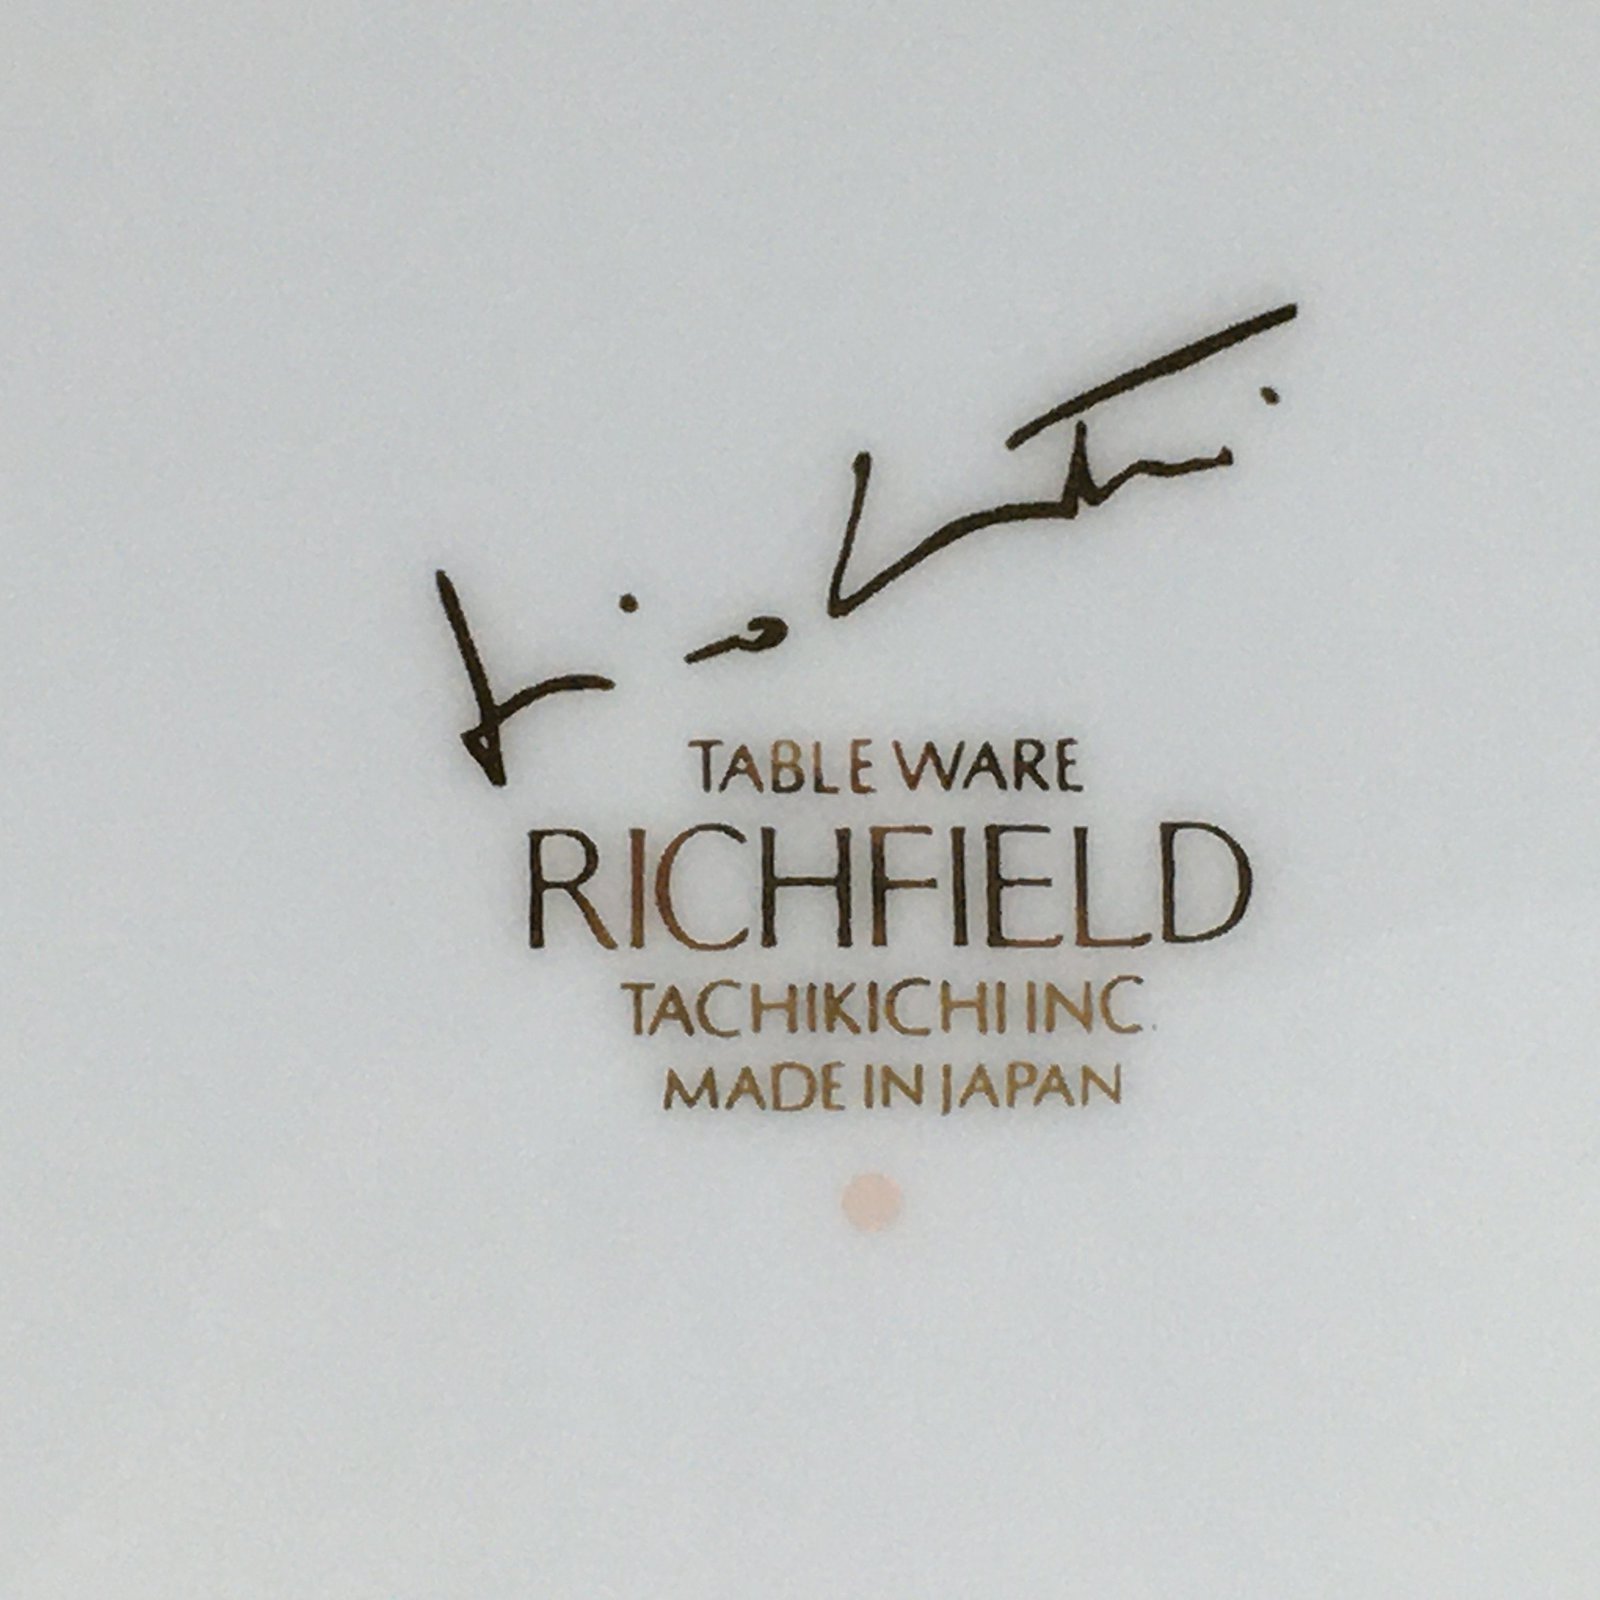 TABLE WARE
RICHFIELD
TACHIKICHI INC.
MADE IN JAPAN